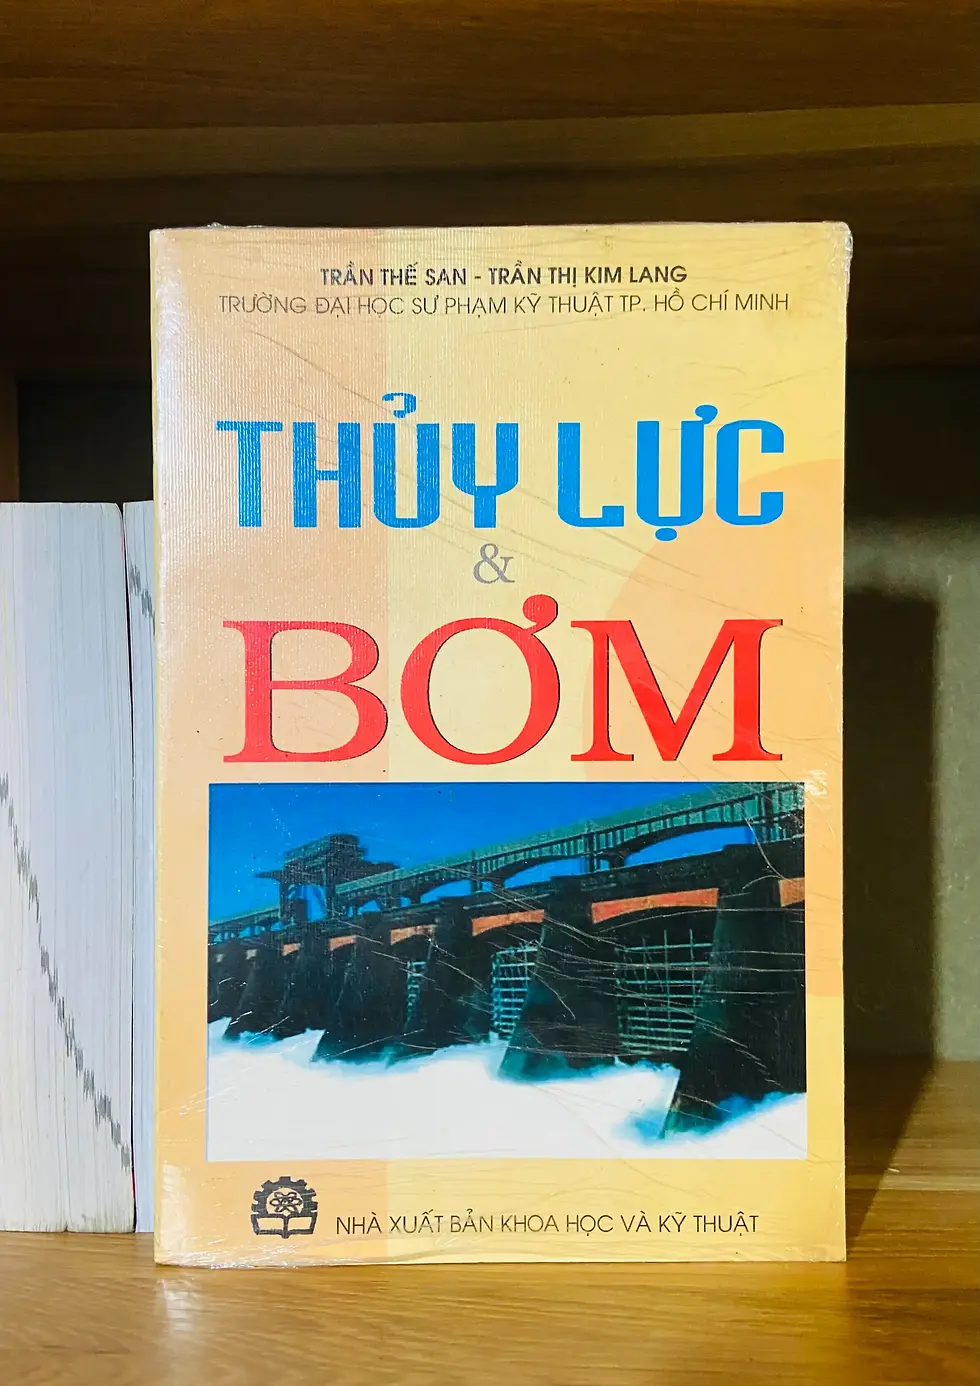 TRẦN THẾ SAN - TRẦN THỊ KIM LANG
TRƯỜNG ĐẠI HỌC SƯ PHẠM KỸ THUẬT TP. HỒ CHÍ MINH
THỦY LỰC
&
BƠM
NHÀ XUẤT BẢN KHOA HỌC VÀ KỸ THUẬT